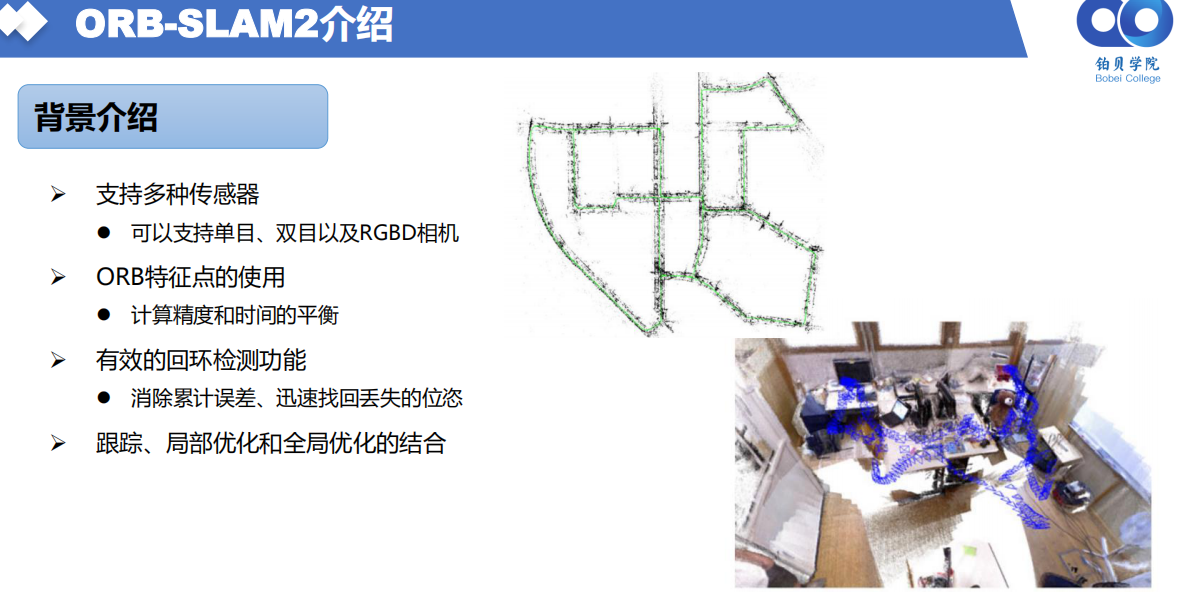 ORB-SLAM2介绍
铂贝学院
Bobei College
背景介绍
支持多种传感器
可以支持单目、双目以及RGBD相机
ORB特征点的使用
计算精度和时间的平衡
有效的回环检测功能
消除累计误差、迅速找回丢失的位恣
跟踪、局部优化和全局优化的结合